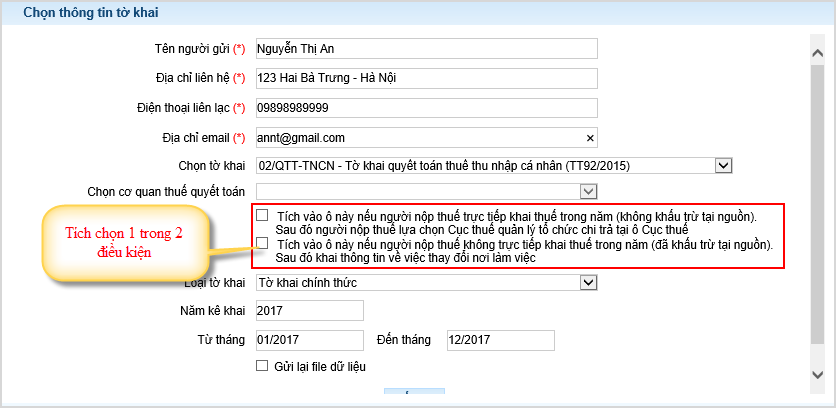 Chọn thông tin tờ khai
Tên người gửi (*) Nguyễn Thị An
Địa chỉ liên hệ (*) 123 Hai Bà Trưng - Hà Nội
Điện thoại liên lạc (*) 09898989999
Địa chỉ email (*) annt@gmail.com ×
Chọn tờ khai 02/QTT-TNCN - Tờ khai quyết toán thuế thu nhập cá nhân (TT92/2015)
Chọn cơ quan thuế quyết toán
Tích vào ô này nếu người nộp thuế trực tiếp khai thuế trong năm (không khấu trừ tại nguồn).
Sau đó người nộp thuế lựa chọn Cục thuế quản lý tổ chức chi trả tại ô Cục thuế
Tích vào ô này nếu người nộp thuế không trực tiếp khai thuế trong năm (đã khấu trừ tại nguồn).
Sau đó khai thông tin về việc thay đổi nơi làm việc
Tích chọn 1 trong 2
điều kiện
Loại tờ khai Tờ khai chính thức
Năm kê khai 2017
Từ tháng 01/2017 Đến tháng 12/2017
Gửi lại file dữ liệu